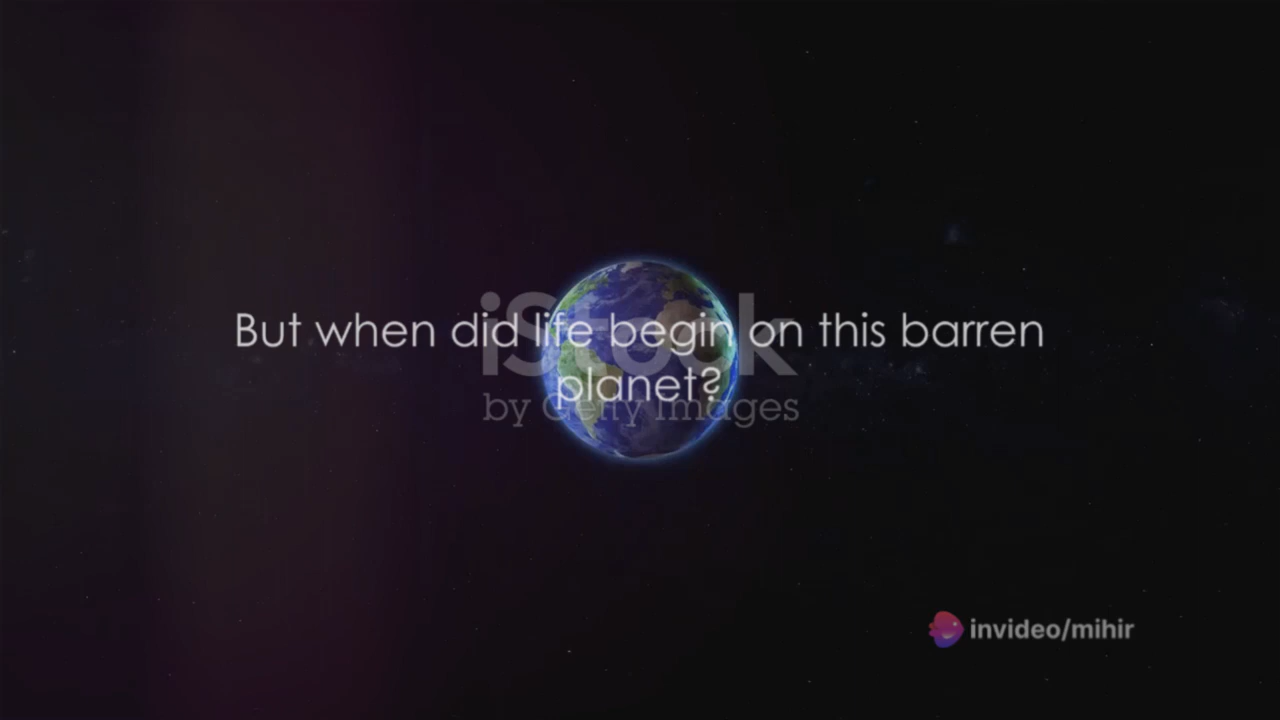 But when did life begin on this barren
planet?
iStock
by Getty Images
invideo/mihir